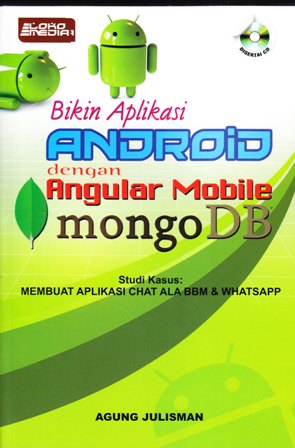 LOKO
MEDIA
DISERTAI CD
Bikin Aplikasi
ANDROID
dengan
Angular Mobile
mongoDB
Studi Kasus:
MEMBUAT APLIKASI CHAT ALA BBM & WHATSAPP
AGUNG JULISMAN